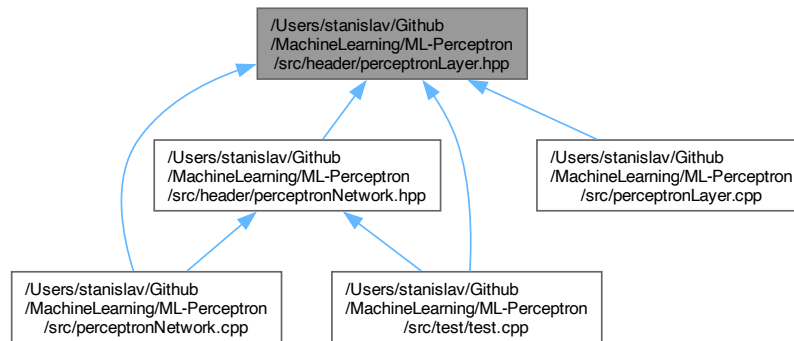 /Users/stanislav/Github
/MachineLearning/ML-Perceptron
/src/header/perceptronLayer.hpp
/Users/stanislav/Github
/MachineLearning/ML-Perceptron
/src/header/perceptronNetwork.hpp
/Users/stanislav/Github
/MachineLearning/ML-Perceptron
/src/perceptronLayer.cpp
/Users/stanislav/Github
/MachineLearning/ML-Perceptron
/src/perceptronNetwork.cpp
/Users/stanislav/Github
/MachineLearning/ML-Perceptron
/src/test/test.cpp